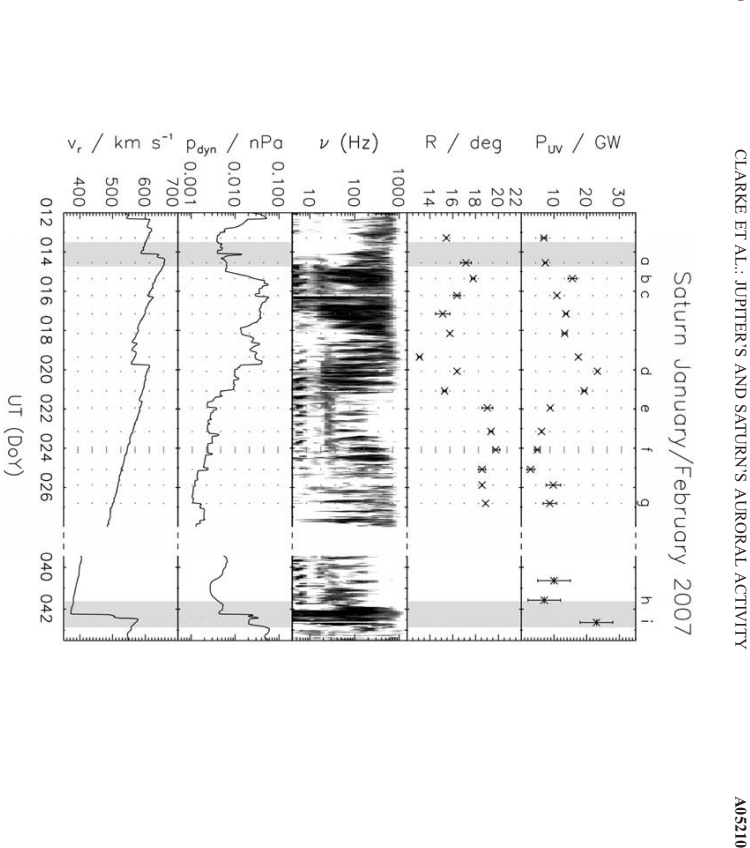 CLARKE ET AL.: JUPITER'S AND SATURN'S AURORAL ACTIVITY
A05210
Saturn January/February 2007
a b c d e f g h i
P_UV / GW
30
20
10
R / deg
22
20
18
16
14
ν (Hz)
1000
100
10
p_dyn / nPa
0.100
0.010
0.001
v_r / km s⁻¹
701
600
500
400
012 014 016 018 020 022 024 026 040 042
UT (DoY)